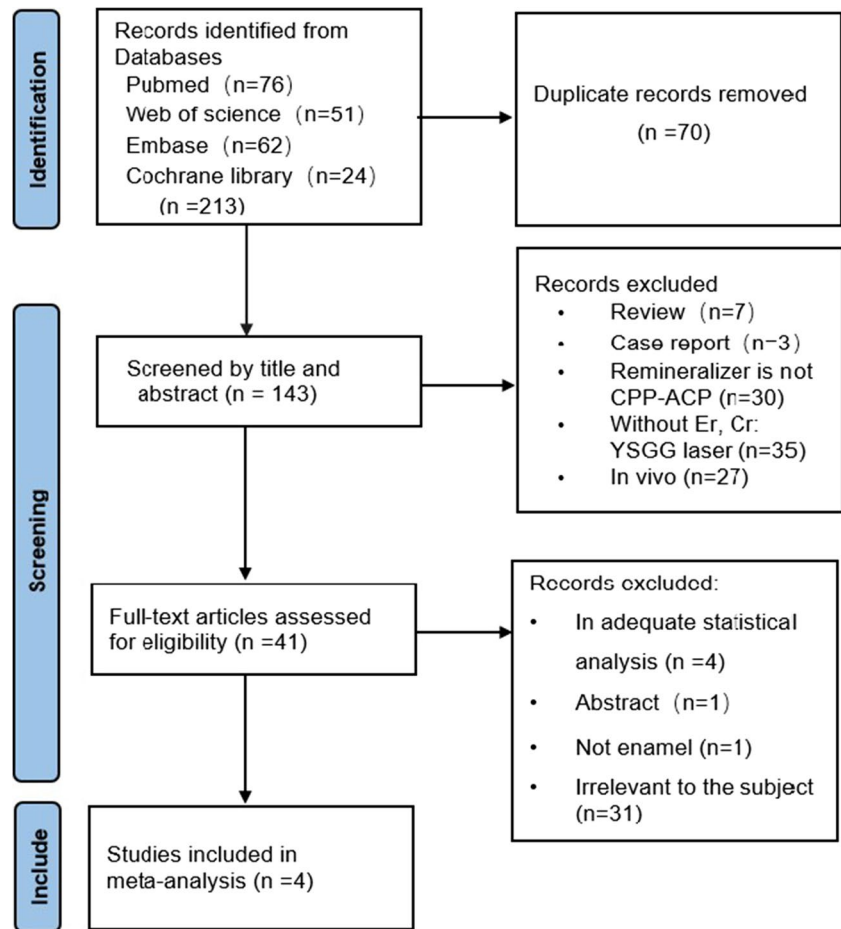 Identification
Records identified from
Databases
Pubmed (n=76)
Web of science (n=51)
Embase (n=62)
Cochrane library (n=24)
(n =213)
Duplicate records removed
(n =70)
Screening
Screened by title and
abstract (n = 143)
Records excluded
• Review (n=7)
• Case report (n=3)
• Remineralizer is not
CPP-ACP (n=30)
• Without Er, Cr:
YSGG laser (n=35)
• In vivo (n=27)
Full-text articles assessed
for eligibility (n =41)
Records excluded:
• In adequate statistical
analysis (n =4)
• Abstract (n=1)
• Not enamel (n=1)
• Irrelevant to the subject
(n=31)
Include
Studies included in
meta-analysis (n =4)